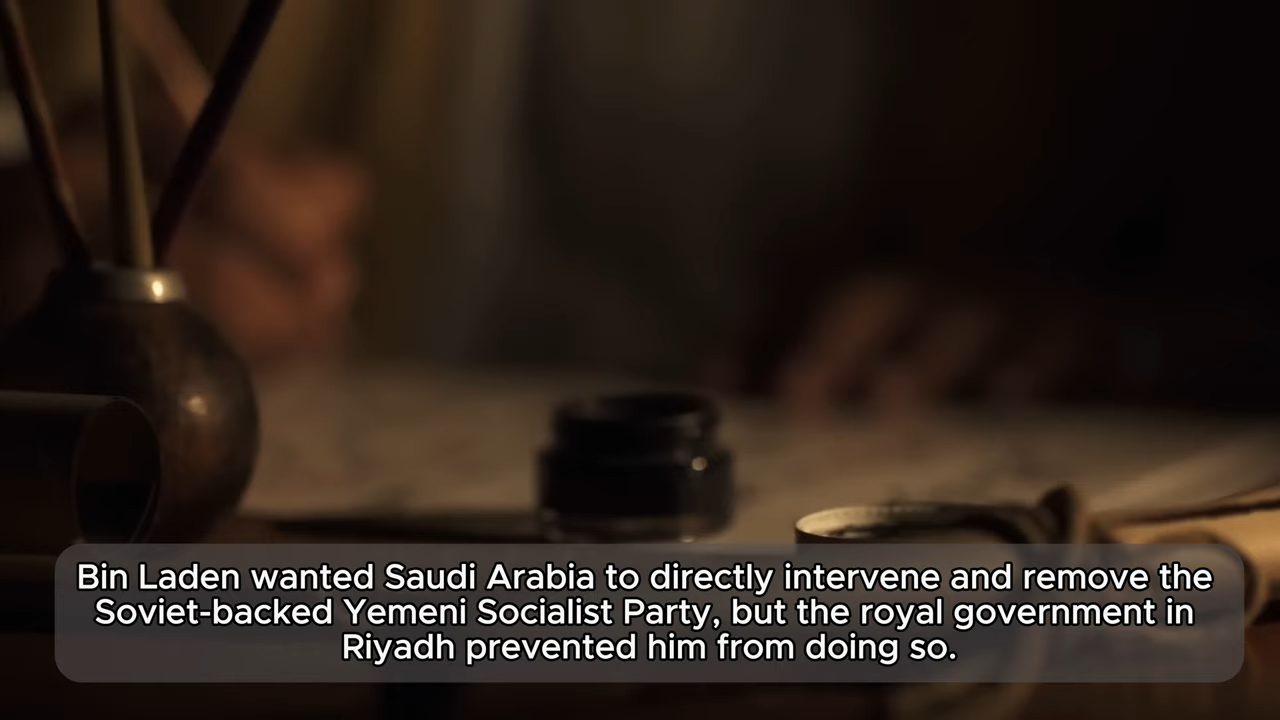 Bin Laden wanted Saudi Arabia to directly intervene and remove the
Soviet-backed Yemeni Socialist Party, but the royal government in
Riyadh prevented him from doing so.